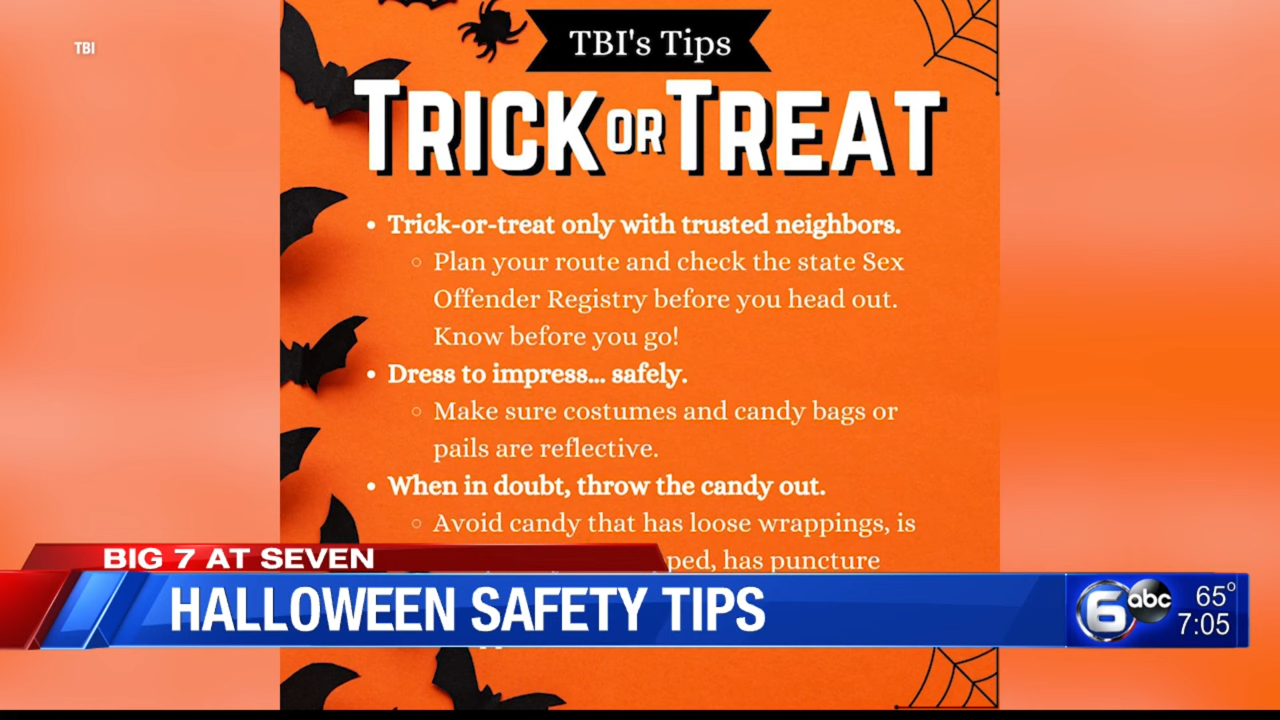 TBI
TBI's Tips
TRICK OR TREAT
• Trick-or-treat only with trusted neighbors.
○ Plan your route and check the state Sex
Offender Registry before you head out.
Know before you go!
• Dress to impress... safely.
○ Make sure costumes and candy bags or
pails are reflective.
• When in doubt, throw the candy out.
○ Avoid candy that has loose wrappings, is
has puncture
BIG 7 AT SEVEN
HALLOWEEN SAFETY TIPS
6 abc
65°
7:05